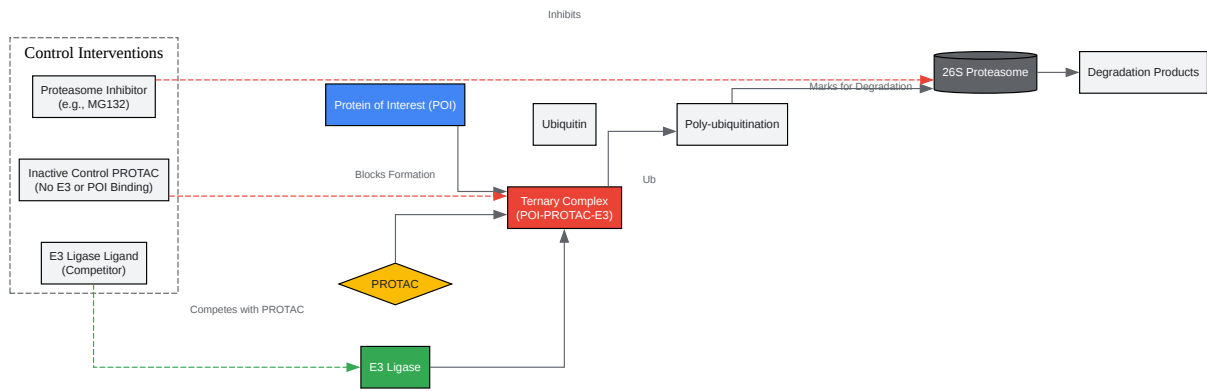 Inhibits
Control Interventions
Proteasome Inhibitor
(e.g., MG132)
26S Proteasome
Degradation Products
Marks for Degradation
Protein of Interest (POI)
Ubiquitin
Poly-ubiquitination
Inactive Control PROTAC
(No E3 or POI Binding)
Blocks Formation
Ub
Ternary Complex
(POI-PROTAC-E3)
E3 Ligase Ligand
(Competitor)
PROTAC
Competes with PROTAC
E3 Ligase